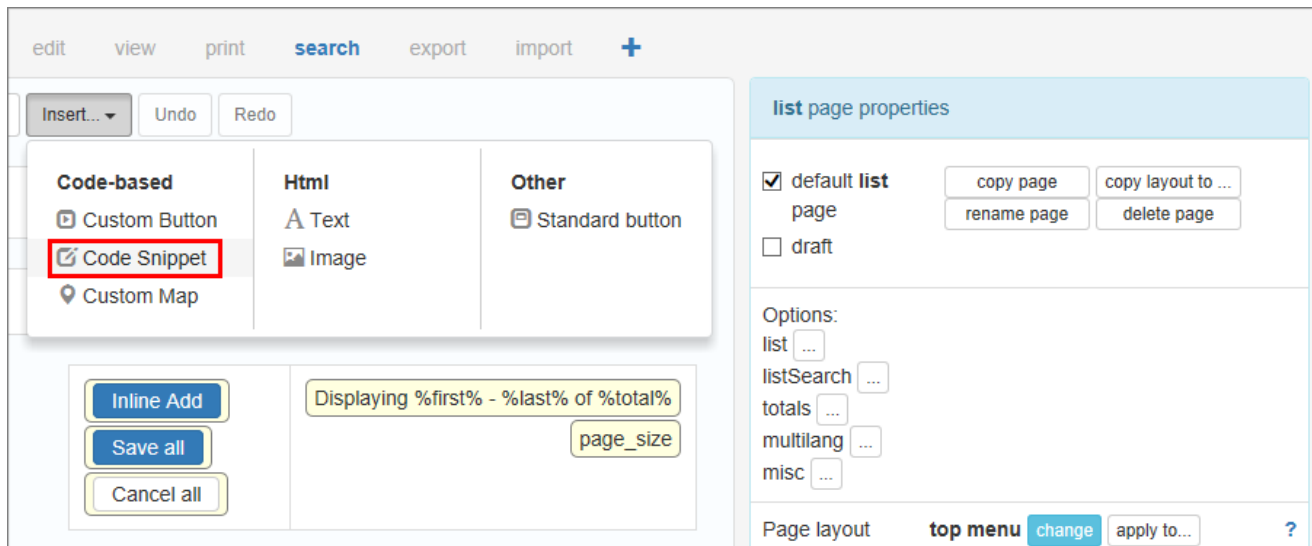 edit view print search export import +
Insert... Undo Redo
Code-based Html Other
Custom Button A Text Standard button
Code Snippet Image
Custom Map
Inline Add Displaying %first% - %last% of %total%
Save all page_size
Cancel all
list page properties
default list copy page copy layout to ...
page rename page delete page
draft
Options:
list ...
listSearch ...
totals ...
multilang ...
misc ...
Page layout top menu change apply to... ?